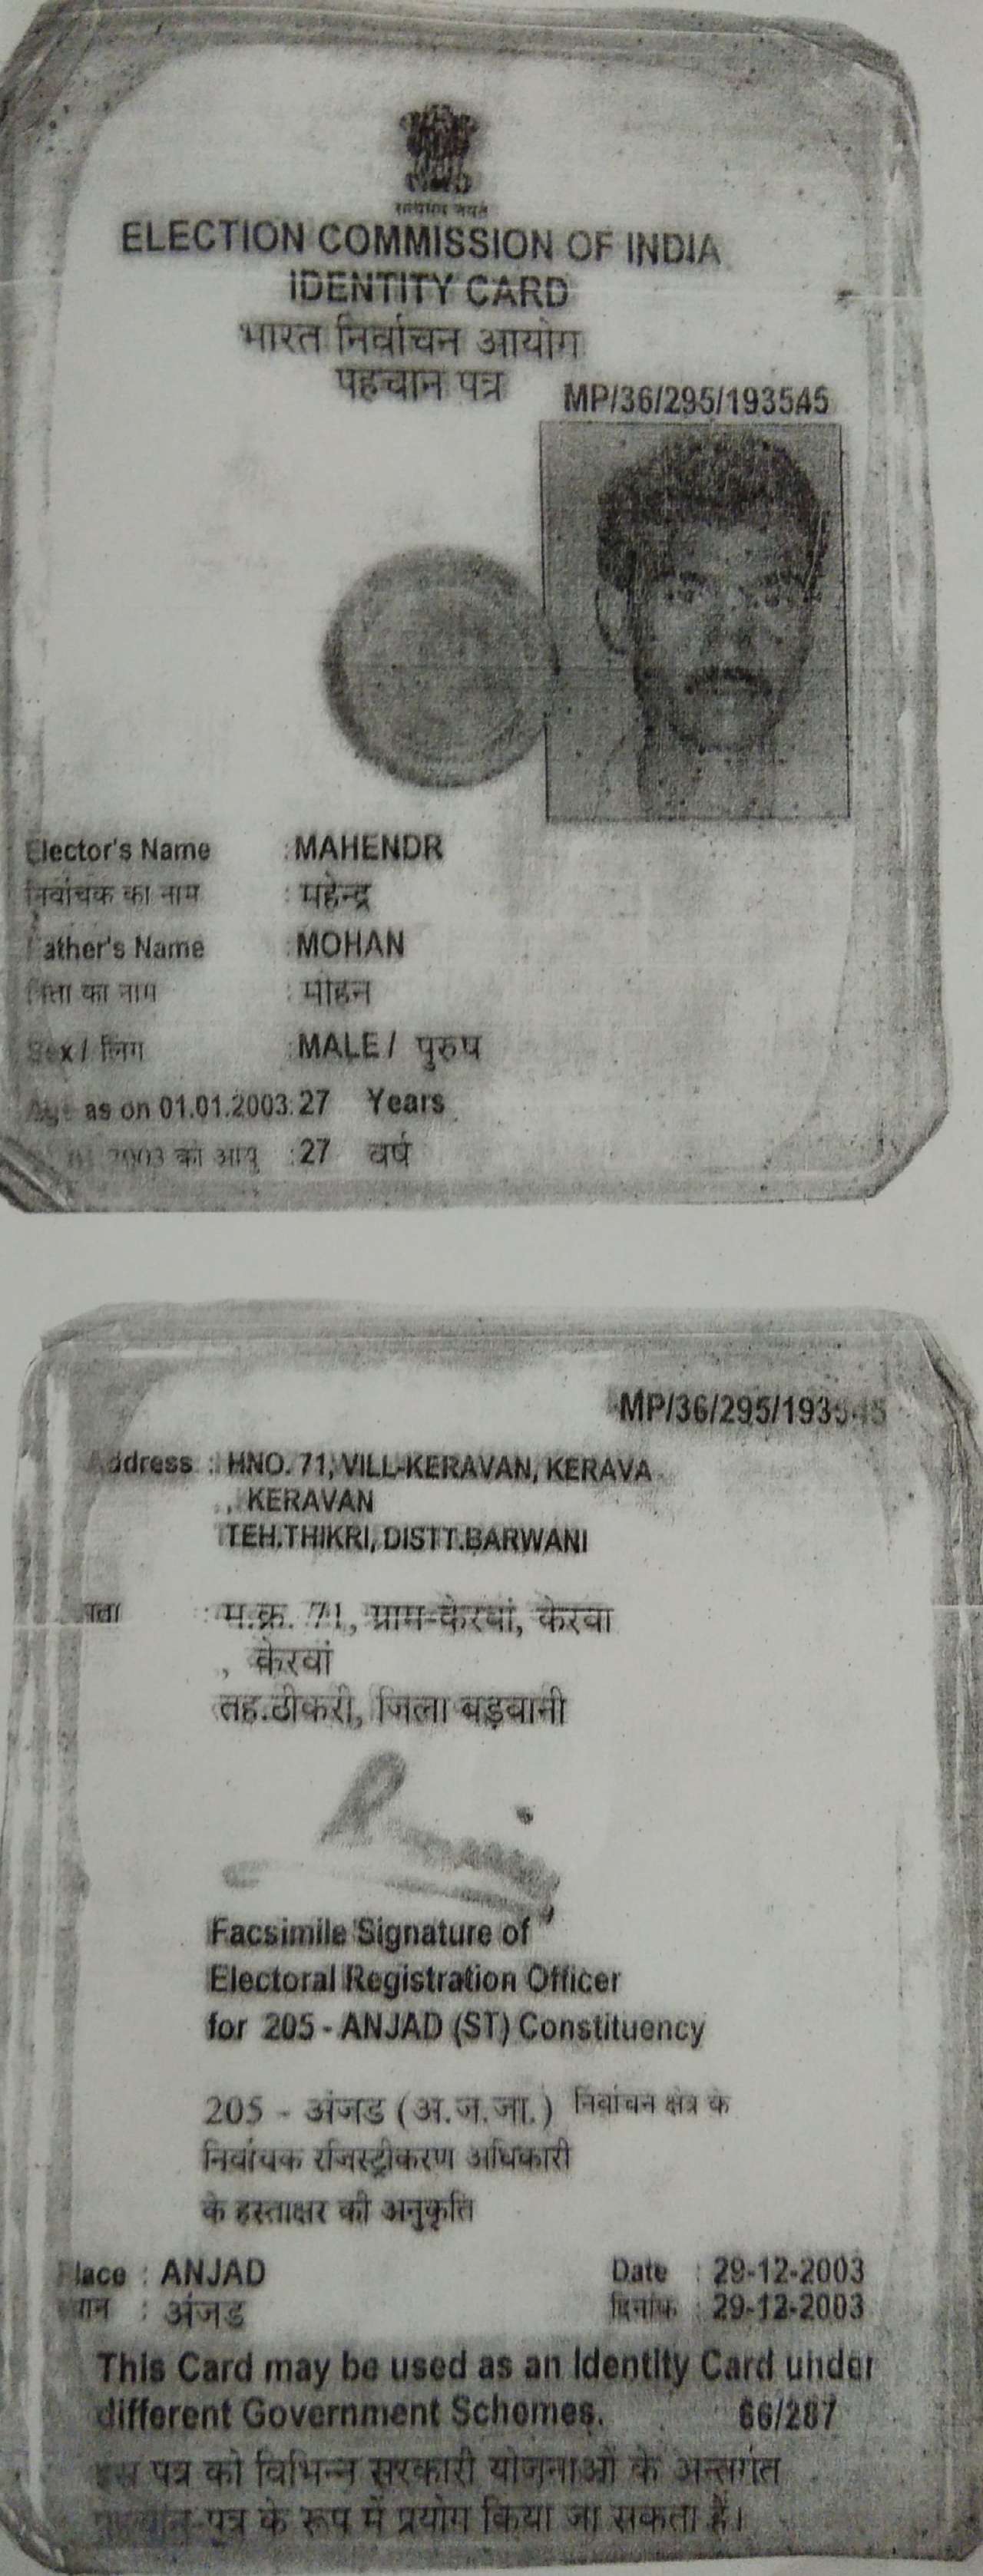 सत्यमेव जयते
ELECTION COMMISSION OF INDIA
IDENTITY CARD
भारत निर्वाचन आयोग
पहचान पत्र
MP/36/295/193545
Elector's Name : MAHENDR
निर्वाचक का नाम : महेन्द्र
Father's Name : MOHAN
पिता का नाम : मोहन
Sex / लिंग : MALE / पुरुष
Age as on 01.01.2003 : 27 Years
2003 को आयु : 27 वर्ष
MP/36/295/193545
Address : HNO. 71, VILL-KERAVAN, KERAVA
, KERAVAN
TEH.THIKRI, DISTT.BARWANI
पता : म.क्र. 71, ग्राम-केरवां, केरवा
, केरवां
तह.ठीकरी, जिला बड़वानी
Facsimile Signature of
Electoral Registration Officer
for 205 - ANJAD (ST) Constituency
205 - अंजड (अ.ज.जा.) निर्वाचन क्षेत्र के
निर्वाचक रजिस्ट्रीकरण अधिकारी
के हस्ताक्षर की अनुकृति
Place : ANJAD Date : 29-12-2003
स्थान : अंजड दिनांक : 29-12-2003
This Card may be used as an Identity Card under
different Government Schemes. 66/287
इस पत्र को विभिन्न सरकारी योजनाओं के अन्तर्गत
पहचान-पत्र के रूप में प्रयोग किया जा सकता है।